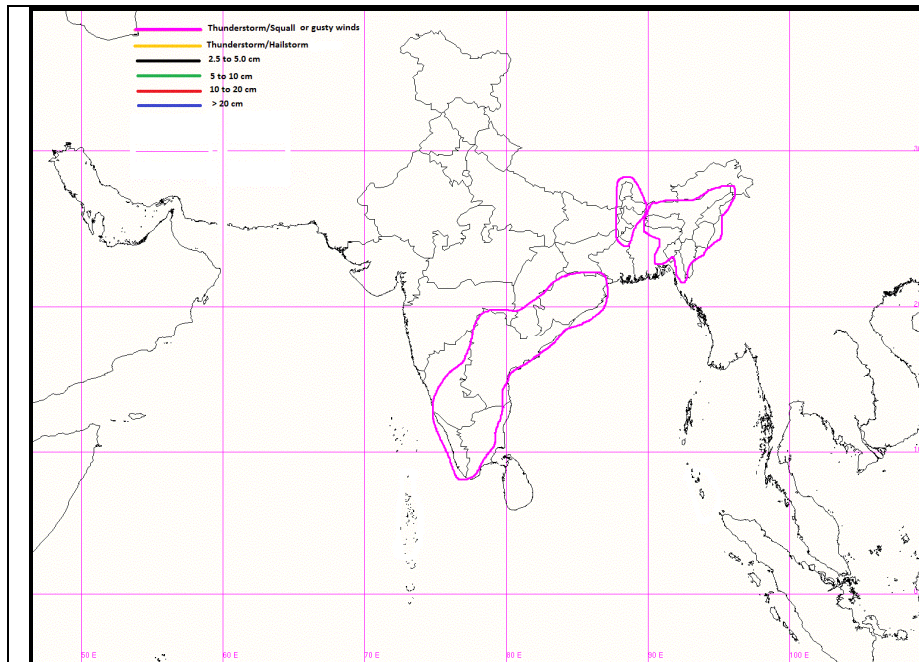 Thunderstorm/Squall or gusty winds
Thunderstorm/Hailstorm
2.5 to 5.0 cm
5 to 10 cm
10 to 20 cm
> 20 cm
50 E
60 E
70 E
80 E
90 E
100 E